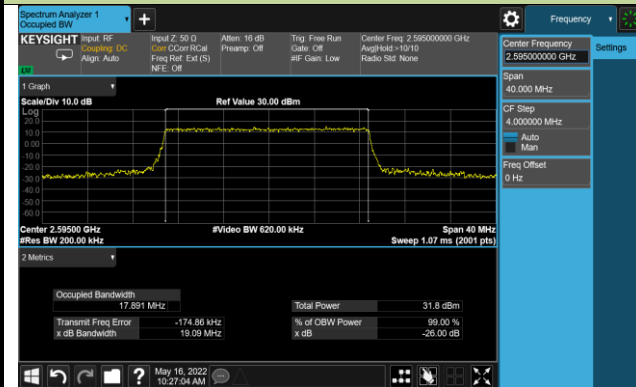 Spectrum Analyzer 1
Occupied BW
Frequency
KEYSIGHT
Input: RF
Coupling: DC
Align: Auto
Input Z: 50 Ω
Corr CCorr RCal
Freq Ref: Ext (S)
NFE: Off
Atten: 16 dB
Preamp: Off
Trig: Free Run
Gate: Off
#IF Gain: Low
Center Freq: 2.595000000 GHz
Avg|Hold:>10/10
Radio Std: None
Center Frequency
2.595000000 GHz
Settings
Span
40.000 MHz
CF Step
4.000000 MHz
Auto
Man
Freq Offset
0 Hz
1 Graph
Scale/Div 10.0 dB
Ref Value 30.00 dBm
Log
20.0
10.0
0.00
-10.0
-20.0
-30.0
-40.0
-50.0
-60.0
Center 2.59500 GHz
#Video BW 620.00 kHz
Span 40 MHz
#Res BW 200.00 kHz
Sweep 1.07 ms (2001 pts)
2 Metrics
Occupied Bandwidth
17.891 MHz
Total Power
31.8 dBm
Transmit Freq Error
-174.86 kHz
% of OBW Power
99.00 %
x dB Bandwidth
19.09 MHz
x dB
-26.00 dB
?
May 16, 2022
10:27:04 AM